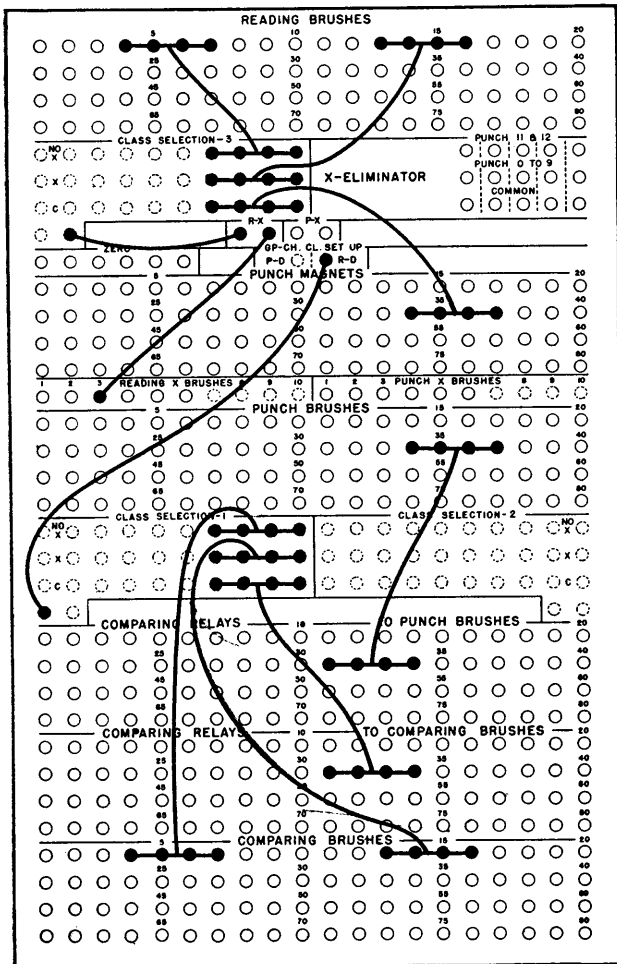 READING BRUSHES
5 10 15 20
25 30 35 40
45 50 55 60
65 70 75 80
CLASS SELECTION-3
NO X
X
C
X-ELIMINATOR
PUNCH 11 & 12
PUNCH 0 TO 9
COMMON
R-X P-X
ZERO
GP-CH. CL. SET UP
P-D R-D
PUNCH MAGNETS
5 15 20
25 30 35 40
45 50 55 60
65 70 75 80
1 2 3 READING X BRUSHES 8 9 10 1 2 3 PUNCH X BRUSHES 8 9 10
PUNCH BRUSHES
5 15 20
25 30 35 40
45 50 55 60
65 70 75 80
CLASS SELECTION-1 CLASS SELECTION-2
NO X NO X
X X
C C
COMPARING RELAYS 10 TO PUNCH BRUSHES 20
25 30 35 40
45 50 55 60
65 70 75 80
COMPARING RELAYS 10 TO COMPARING BRUSHES 20
25 30 35 40
45 50 55 60
65 70 75 80
COMPARING BRUSHES
5 15 20
25 30 35 40
45 50 55 60
65 70 75 80